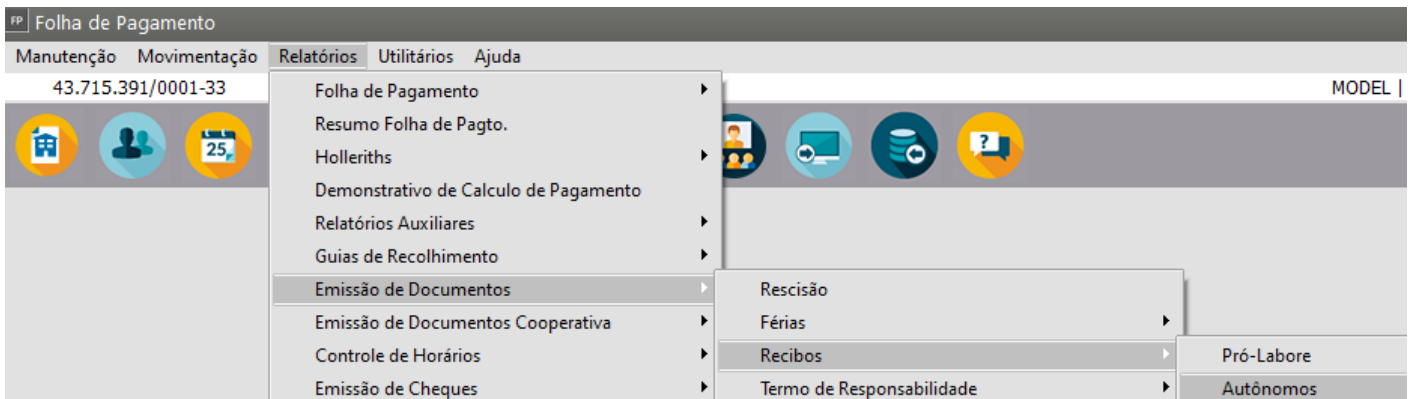 FP Folha de Pagamento
Manutenção Movimentação Relatórios Utilitários Ajuda
43.715.391/0001-33
MODEL |
Folha de Pagamento
Resumo Folha de Pagto.
Holleriths
Demonstrativo de Calculo de Pagamento
Relatórios Auxiliares
Guias de Recolhimento
Emissão de Documentos
Emissão de Documentos Cooperativa
Controle de Horários
Emissão de Cheques
25
?
Rescisão
Férias
Recibos
Termo de Responsabilidade
Pró-Labore
Autônomos